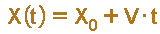 X(t) = X₀ + V · t